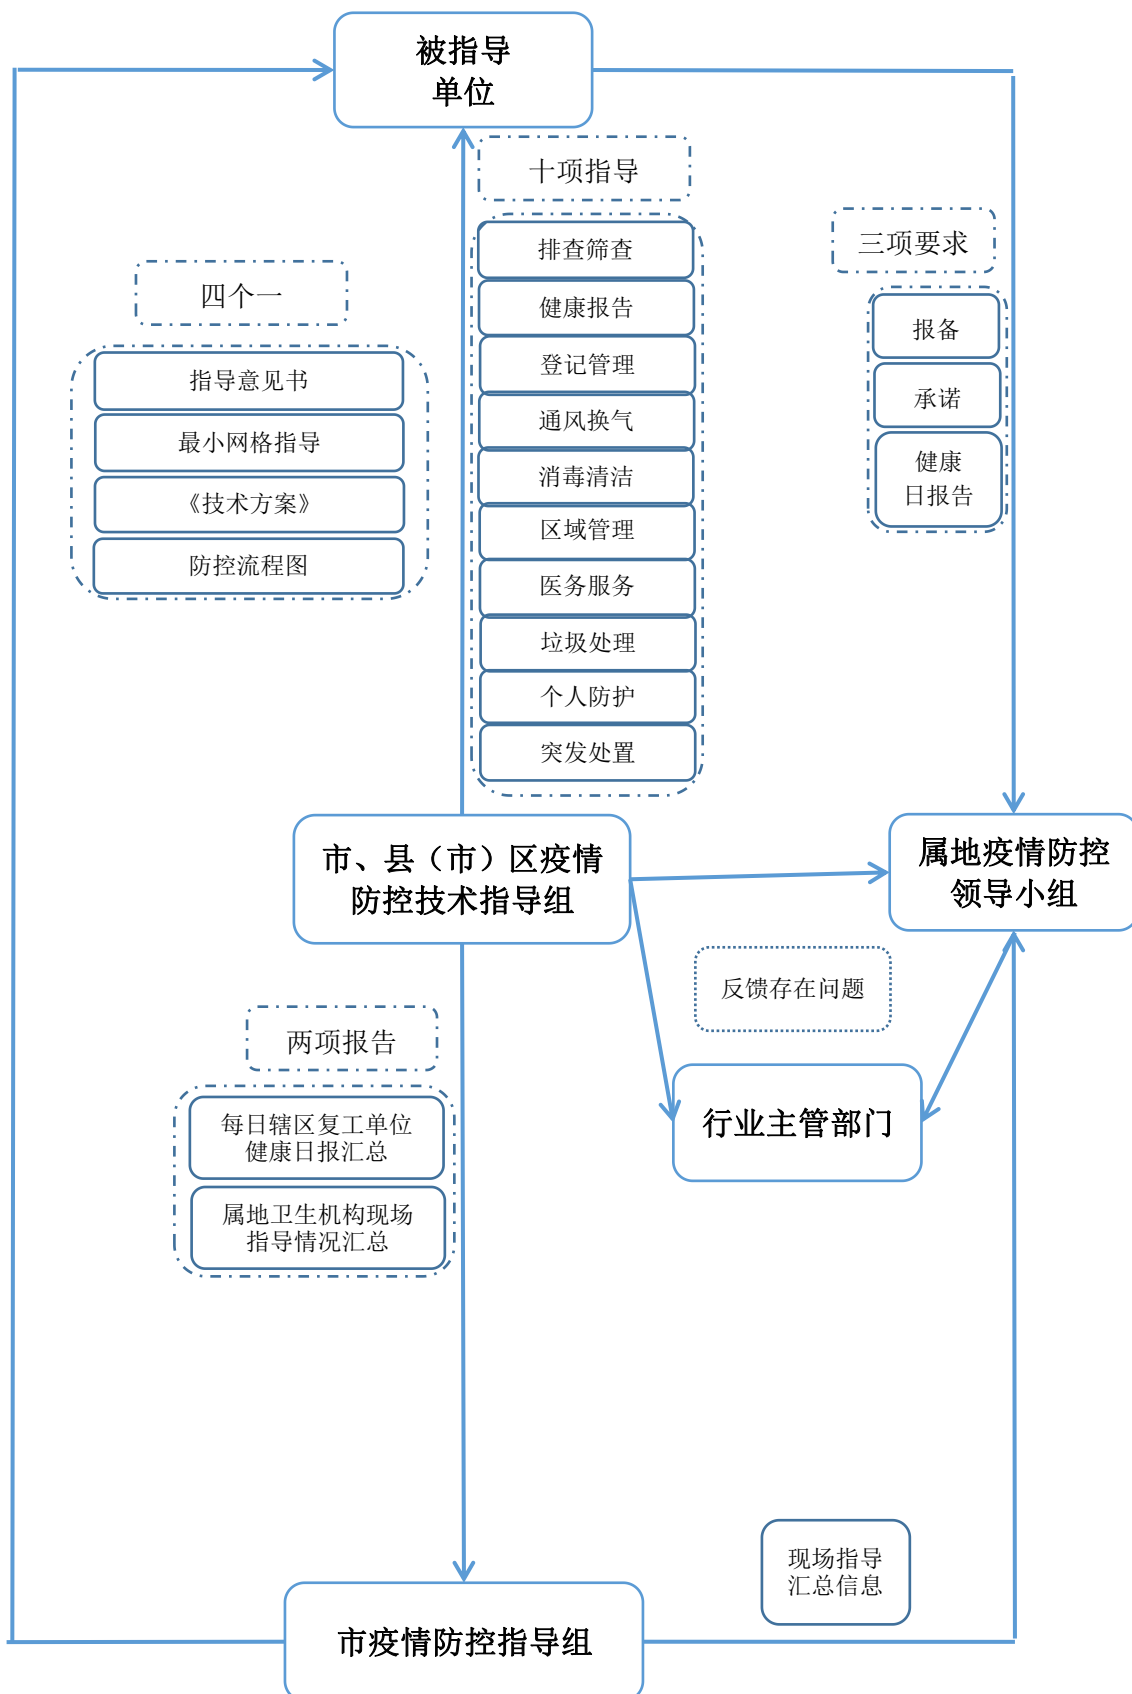 被指导
单位
十项指导
排查筛查
健康报告
登记管理
通风换气
消毒清洁
区域管理
医务服务
垃圾处理
个人防护
突发处置
四个一
指导意见书
最小网格指导
《技术方案》
防控流程图
三项要求
报备
承诺
健康
日报告
市、县（市）区疫情
防控技术指导组
属地疫情防控
领导小组
反馈存在问题
行业主管部门
两项报告
每日辖区复工单位
健康日报汇总
属地卫生机构现场
指导情况汇总
现场指导
汇总信息
市疫情防控指导组